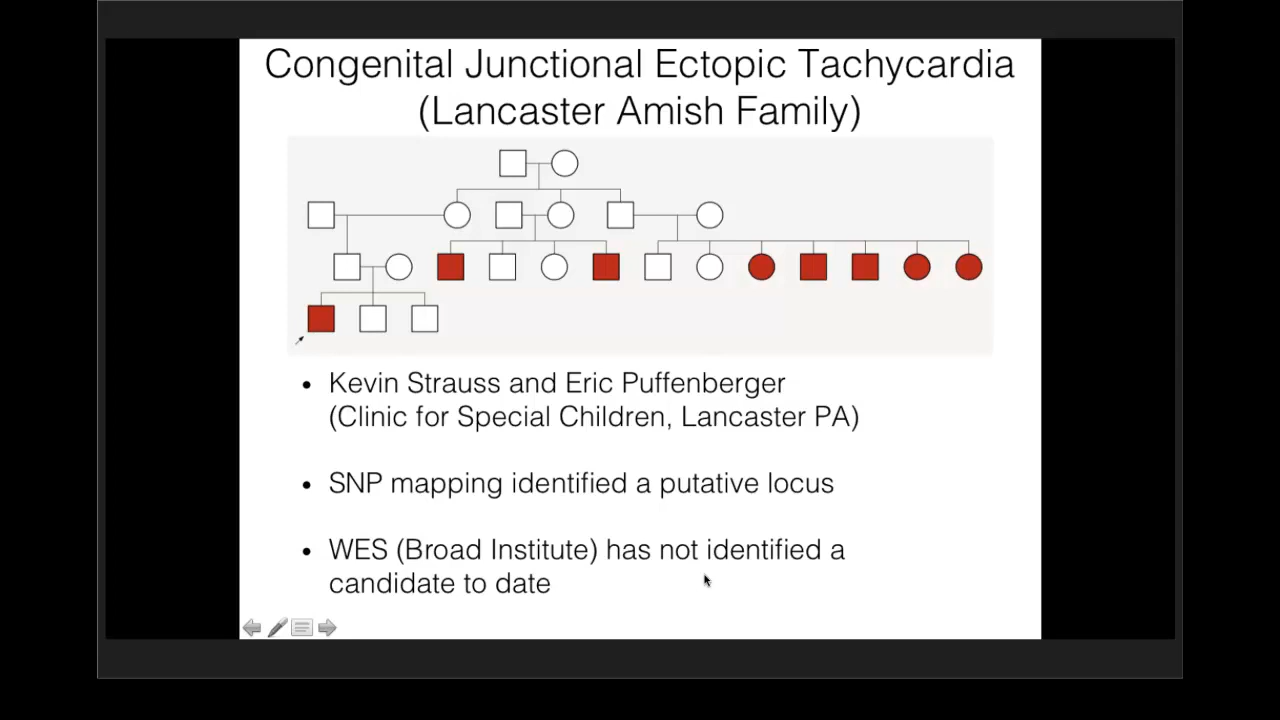 Congenital Junctional Ectopic Tachycardia
(Lancaster Amish Family)
• Kevin Strauss and Eric Puffenberger
(Clinic for Special Children, Lancaster PA)
• SNP mapping identified a putative locus
• WES (Broad Institute) has not identified a
candidate to date